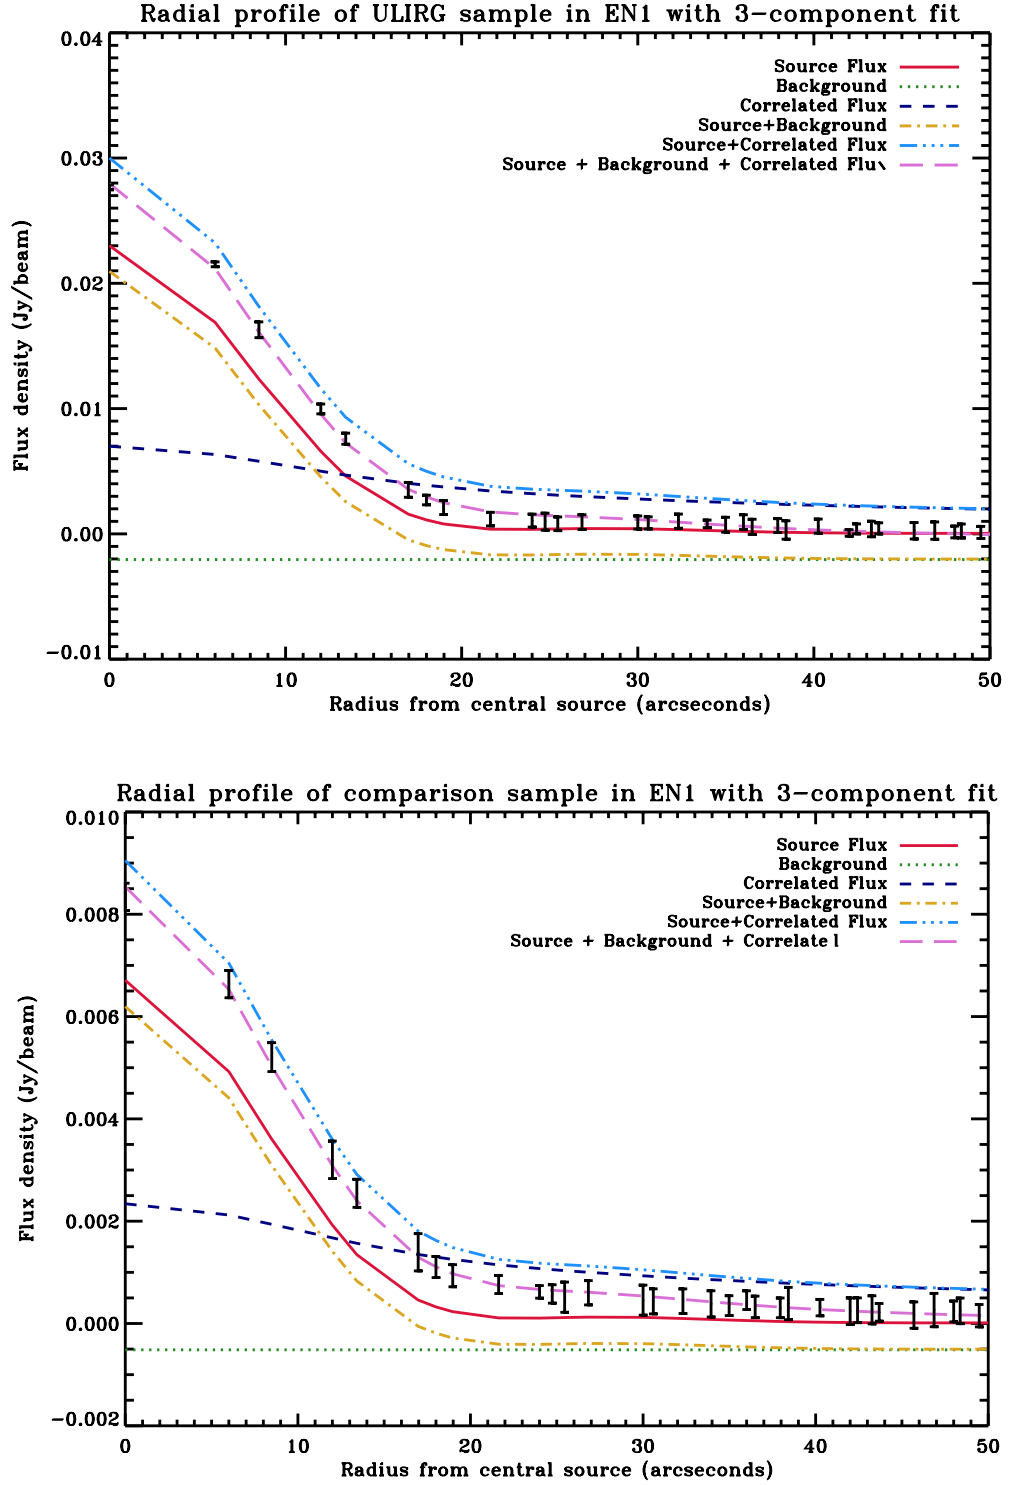 Radial profile of ULIRG sample in EN1 with 3-component fit
0.04
Source Flux
Background
Correlated Flux
Source+Background
Source+Correlated Flux
Source + Background + Correlated Flu
0.03
0.02
0.01
0.00
-0.01
Flux density (Jy/beam)
0 10 20 30 40 50
Radius from central source (arcseconds)
Radial profile of comparison sample in EN1 with 3-component fit
0.010
Source Flux
Background
Correlated Flux
Source+Background
Source+Correlated Flux
Source + Background + Correlate
0.008
0.006
0.004
0.002
0.000
-0.002
Flux density (Jy/beam)
0 10 20 30 40 50
Radius from central source (arcseconds)